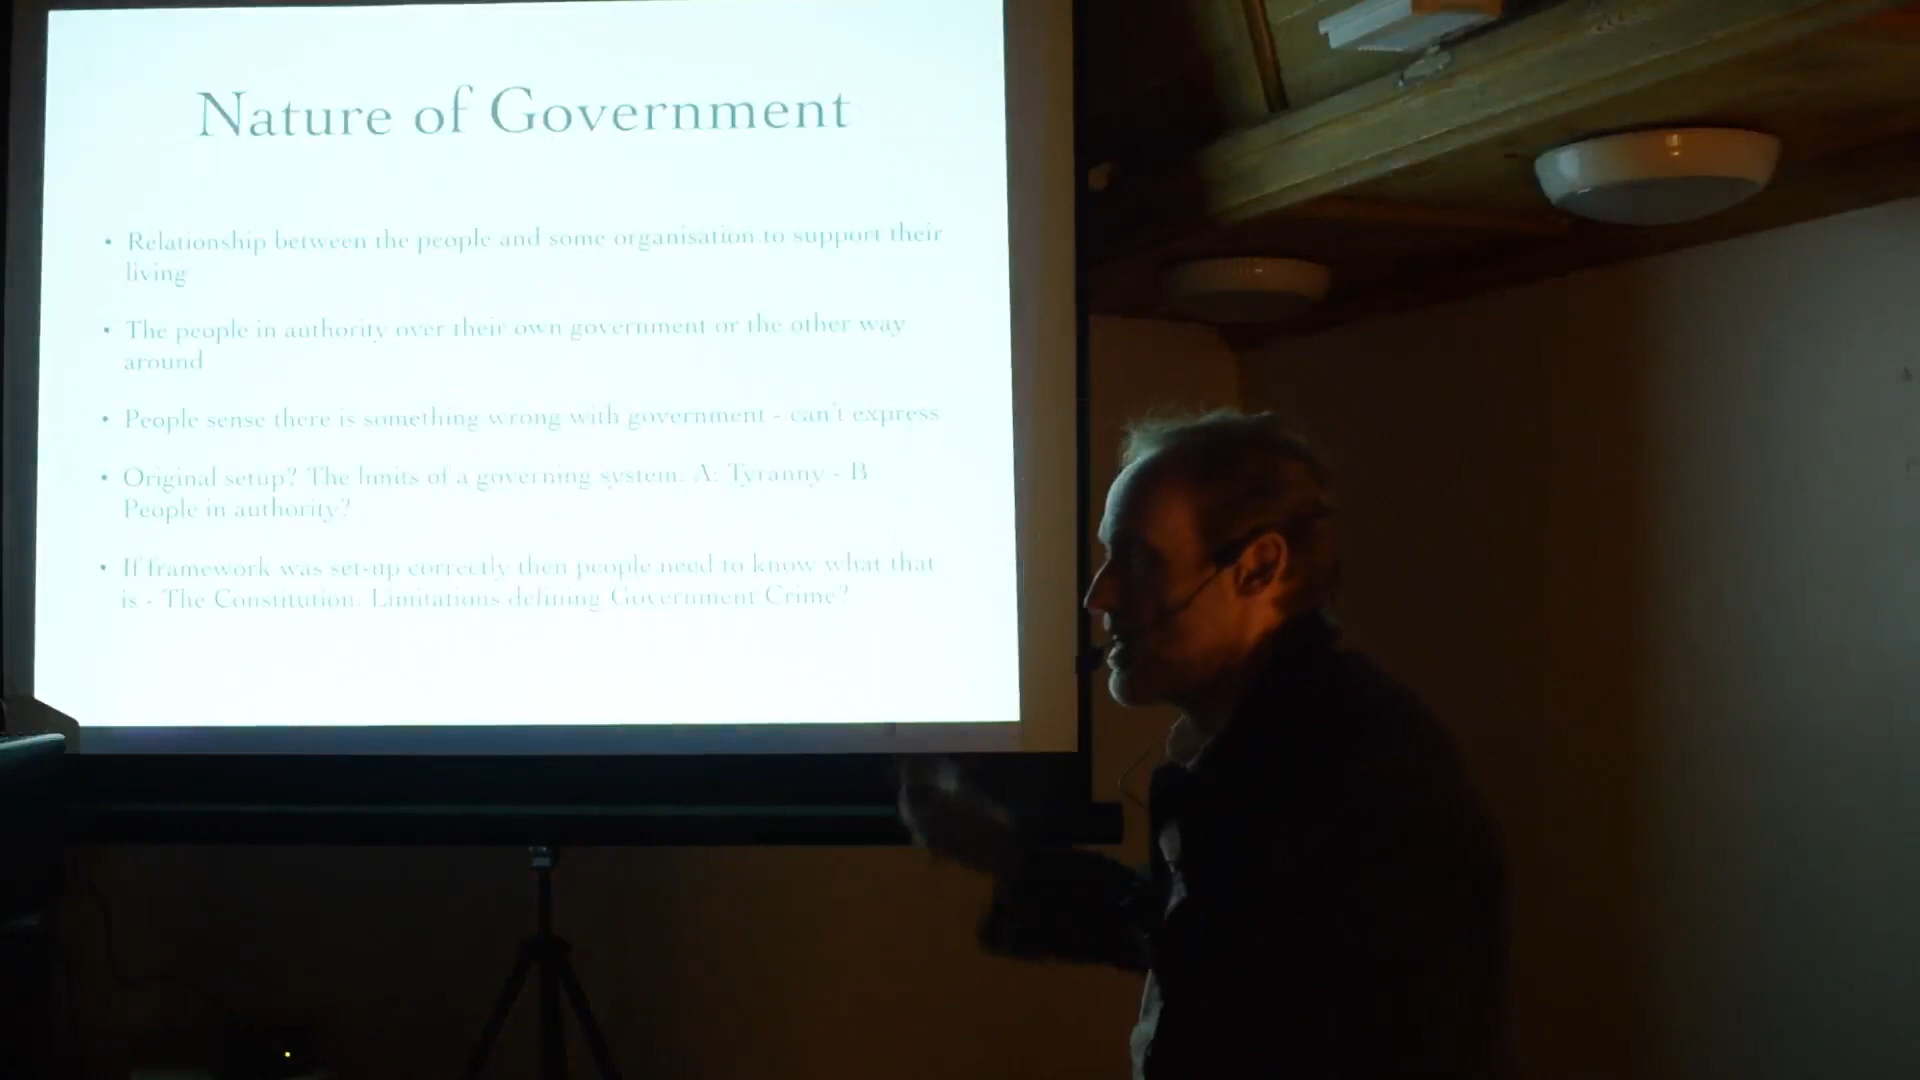 Nature of Government
• Relationship between the people and some organisation to support their
living
• The people in authority over their own government or the other way
around
• People sense there is something wrong with government - can't express
• Original setup? The limits of a governing system. A: Tyranny - B
People in authority?
• If framework was set-up correctly then people need to know what that
is - The Constitution. Limitations defining Government Crime?